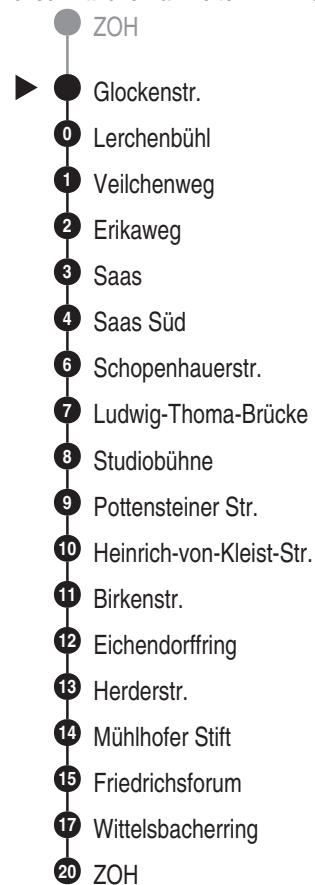 ZOH
Glockenstr.
0 Lerchenbühl
1 Veilchenweg
2 Erikaweg
3 Saas
4 Saas Süd
6 Schopenhauerstr.
7 Ludwig-Thoma-Brücke
8 Studiobühne
9 Pottensteiner Str.
10 Heinrich-von-Kleist-Str.
11 Birkenstr.
12 Eichendorffring
13 Herderstr.
14 Mühlhofer Stift
15 Friedrichsforum
17 Wittelsbacherring
20 ZOH